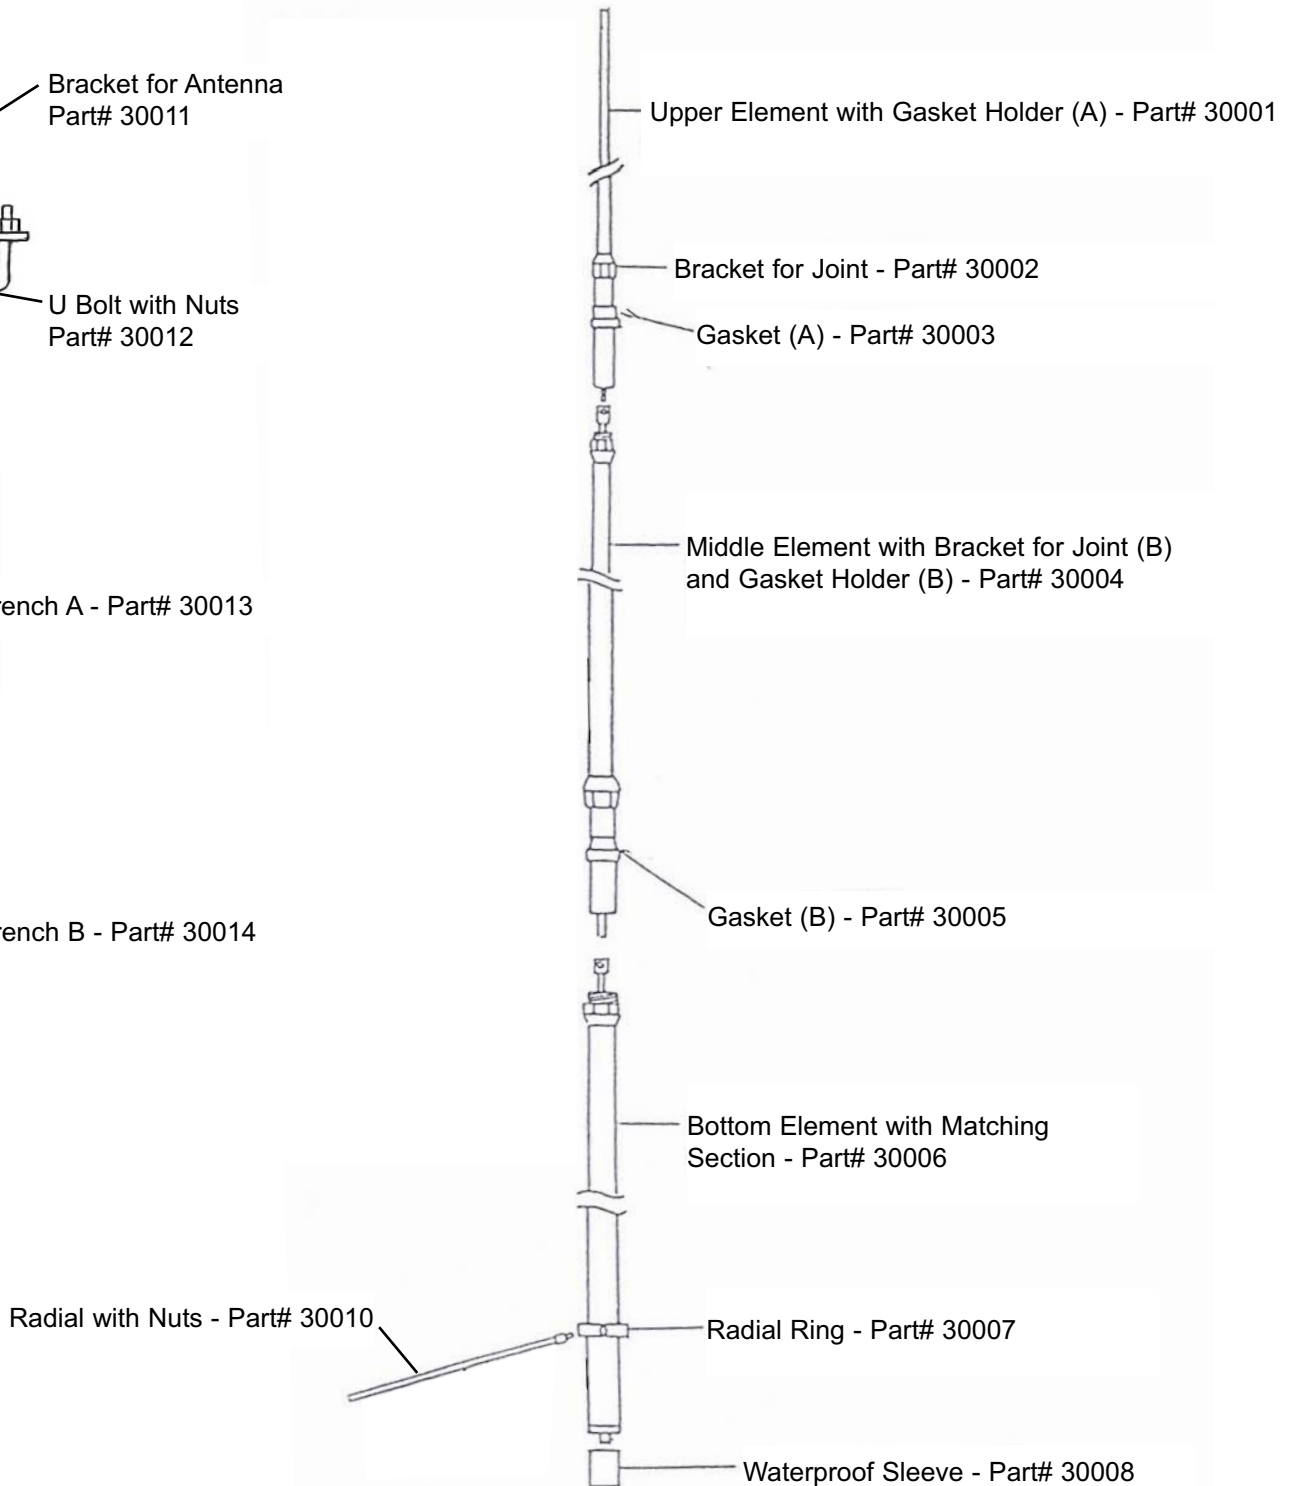 Bracket for Antenna
Part# 30011
Upper Element with Gasket Holder (A) - Part# 30001
Bracket for Joint - Part# 30002
U Bolt with Nuts
Part# 30012
Gasket (A) - Part# 30003
Middle Element with Bracket for Joint (B)
and Gasket Holder (B) - Part# 30004
rench A - Part# 30013
Gasket (B) - Part# 30005
rench B - Part# 30014
Bottom Element with Matching
Section - Part# 30006
Radial with Nuts - Part# 30010
Radial Ring - Part# 30007
Waterproof Sleeve - Part# 30008